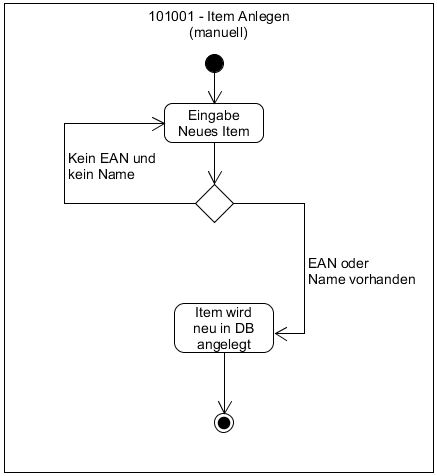 101001 - Item Anlegen
(manuell)
Eingabe
Neues Item
Kein EAN und
kein Name
EAN oder
Name vorhanden
Item wird
neu in DB
angelegt